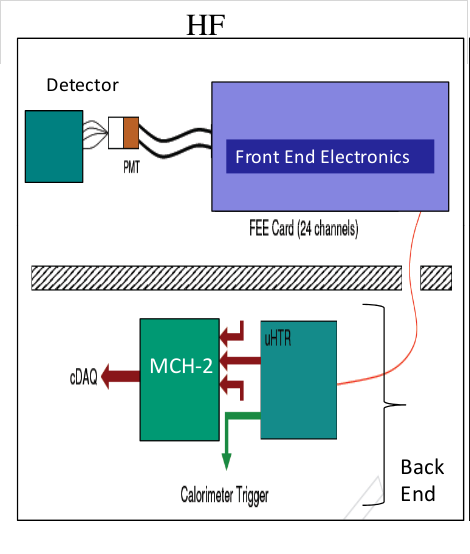 HF
Detector
PMT
Front End Electronics
FEE Card (24 channels)
uHTR
MCH-2
cDAQ
Calorimeter Trigger
Back
End